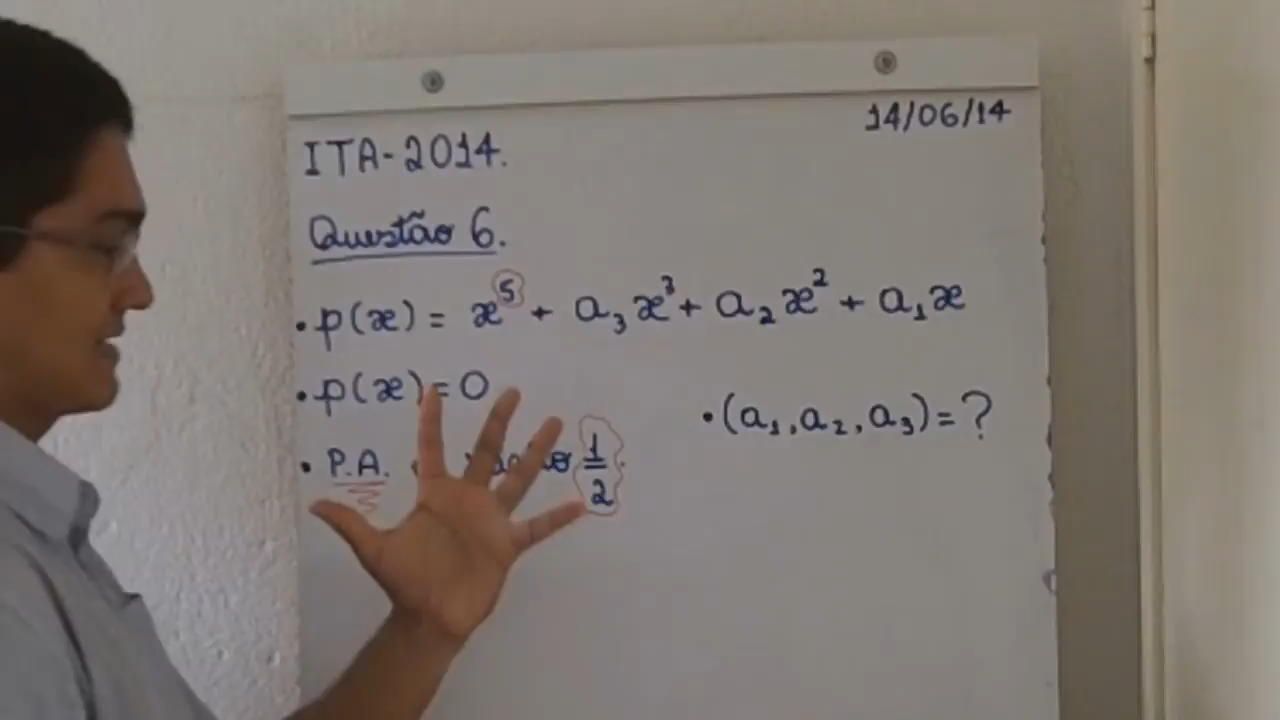 14/06/14
ITA-2014.
Questão 6.
• p(x) = x⁵ + a₃x³ + a₂x² + a₁x
• p(x) = 0
• (a₁, a₂, a₃) = ?
• P.A. 1/2.